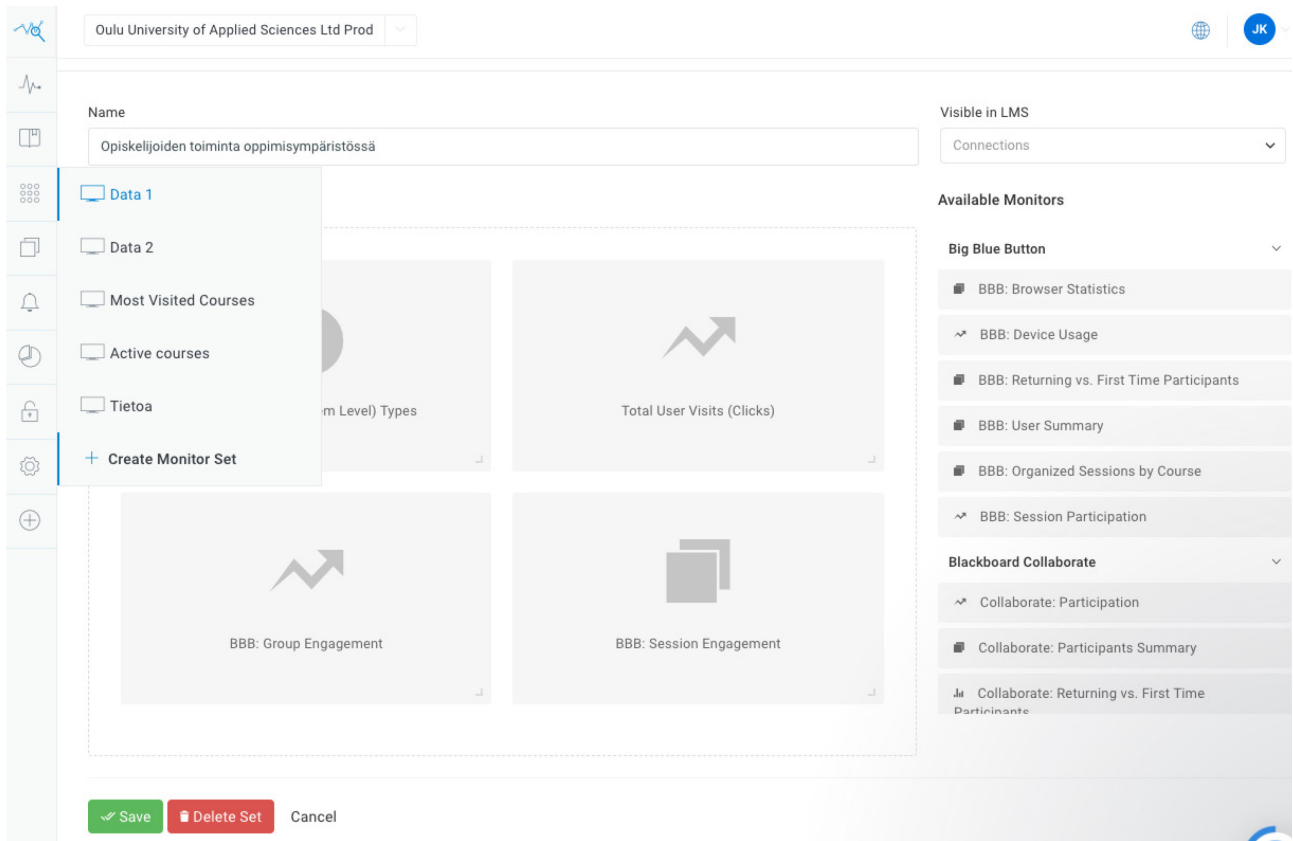 Oulu University of Applied Sciences Ltd Prod
JK
Name
Visible in LMS
Opiskelijoiden toiminta oppimisympäristössä
Connections
Data 1
Data 2
Most Visited Courses
Active courses
Tietoa
+ Create Monitor Set
m Level) Types
Total User Visits (Clicks)
BBB: Group Engagement
BBB: Session Engagement
Available Monitors
Big Blue Button
BBB: Browser Statistics
BBB: Device Usage
BBB: Returning vs. First Time Participants
BBB: User Summary
BBB: Organized Sessions by Course
BBB: Session Participation
Blackboard Collaborate
Collaborate: Participation
Collaborate: Participants Summary
Collaborate: Returning vs. First Time
Participants
Save
Delete Set
Cancel